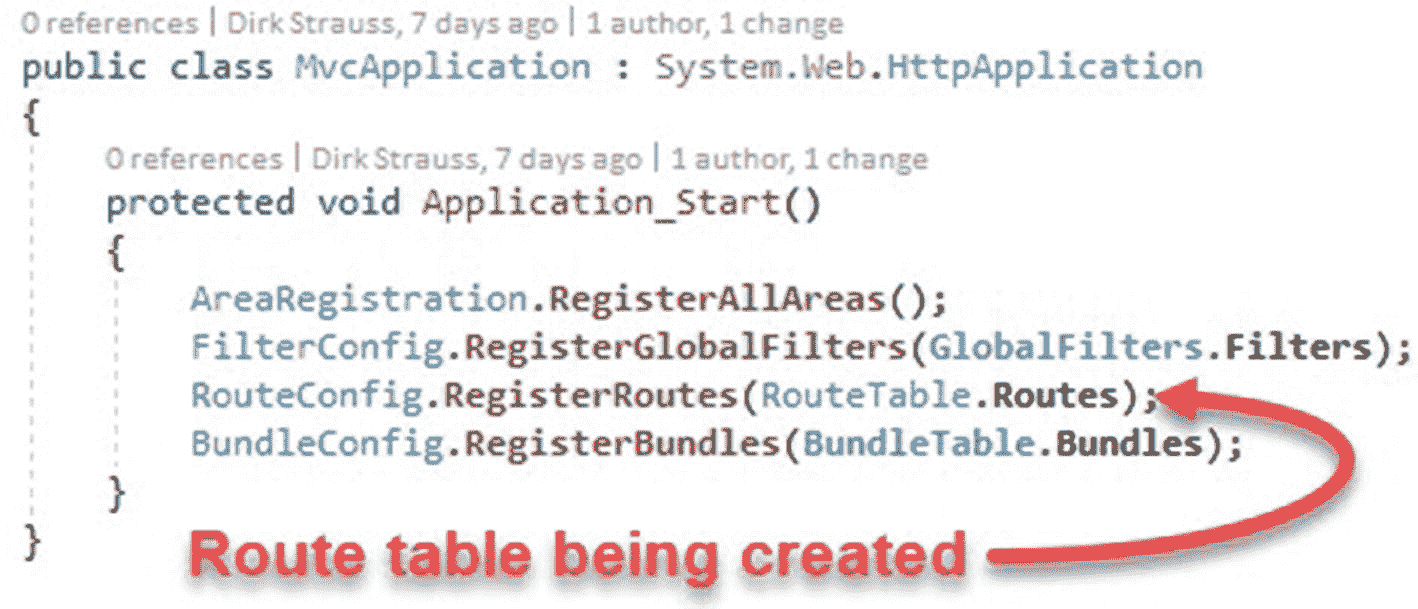 0 references | Dirk Strauss, 7 days ago | 1 author, 1 change
public class MvcApplication : System.Web.HttpApplication
{
0 references | Dirk Strauss, 7 days ago | 1 author, 1 change
protected void Application_Start()
{
AreaRegistration.RegisterAllAreas();
FilterConfig.RegisterGlobalFilters(GlobalFilters.Filters);
RouteConfig.RegisterRoutes(RouteTable.Routes);
BundleConfig.RegisterBundles(BundleTable.Bundles);
}
}
Route table being created